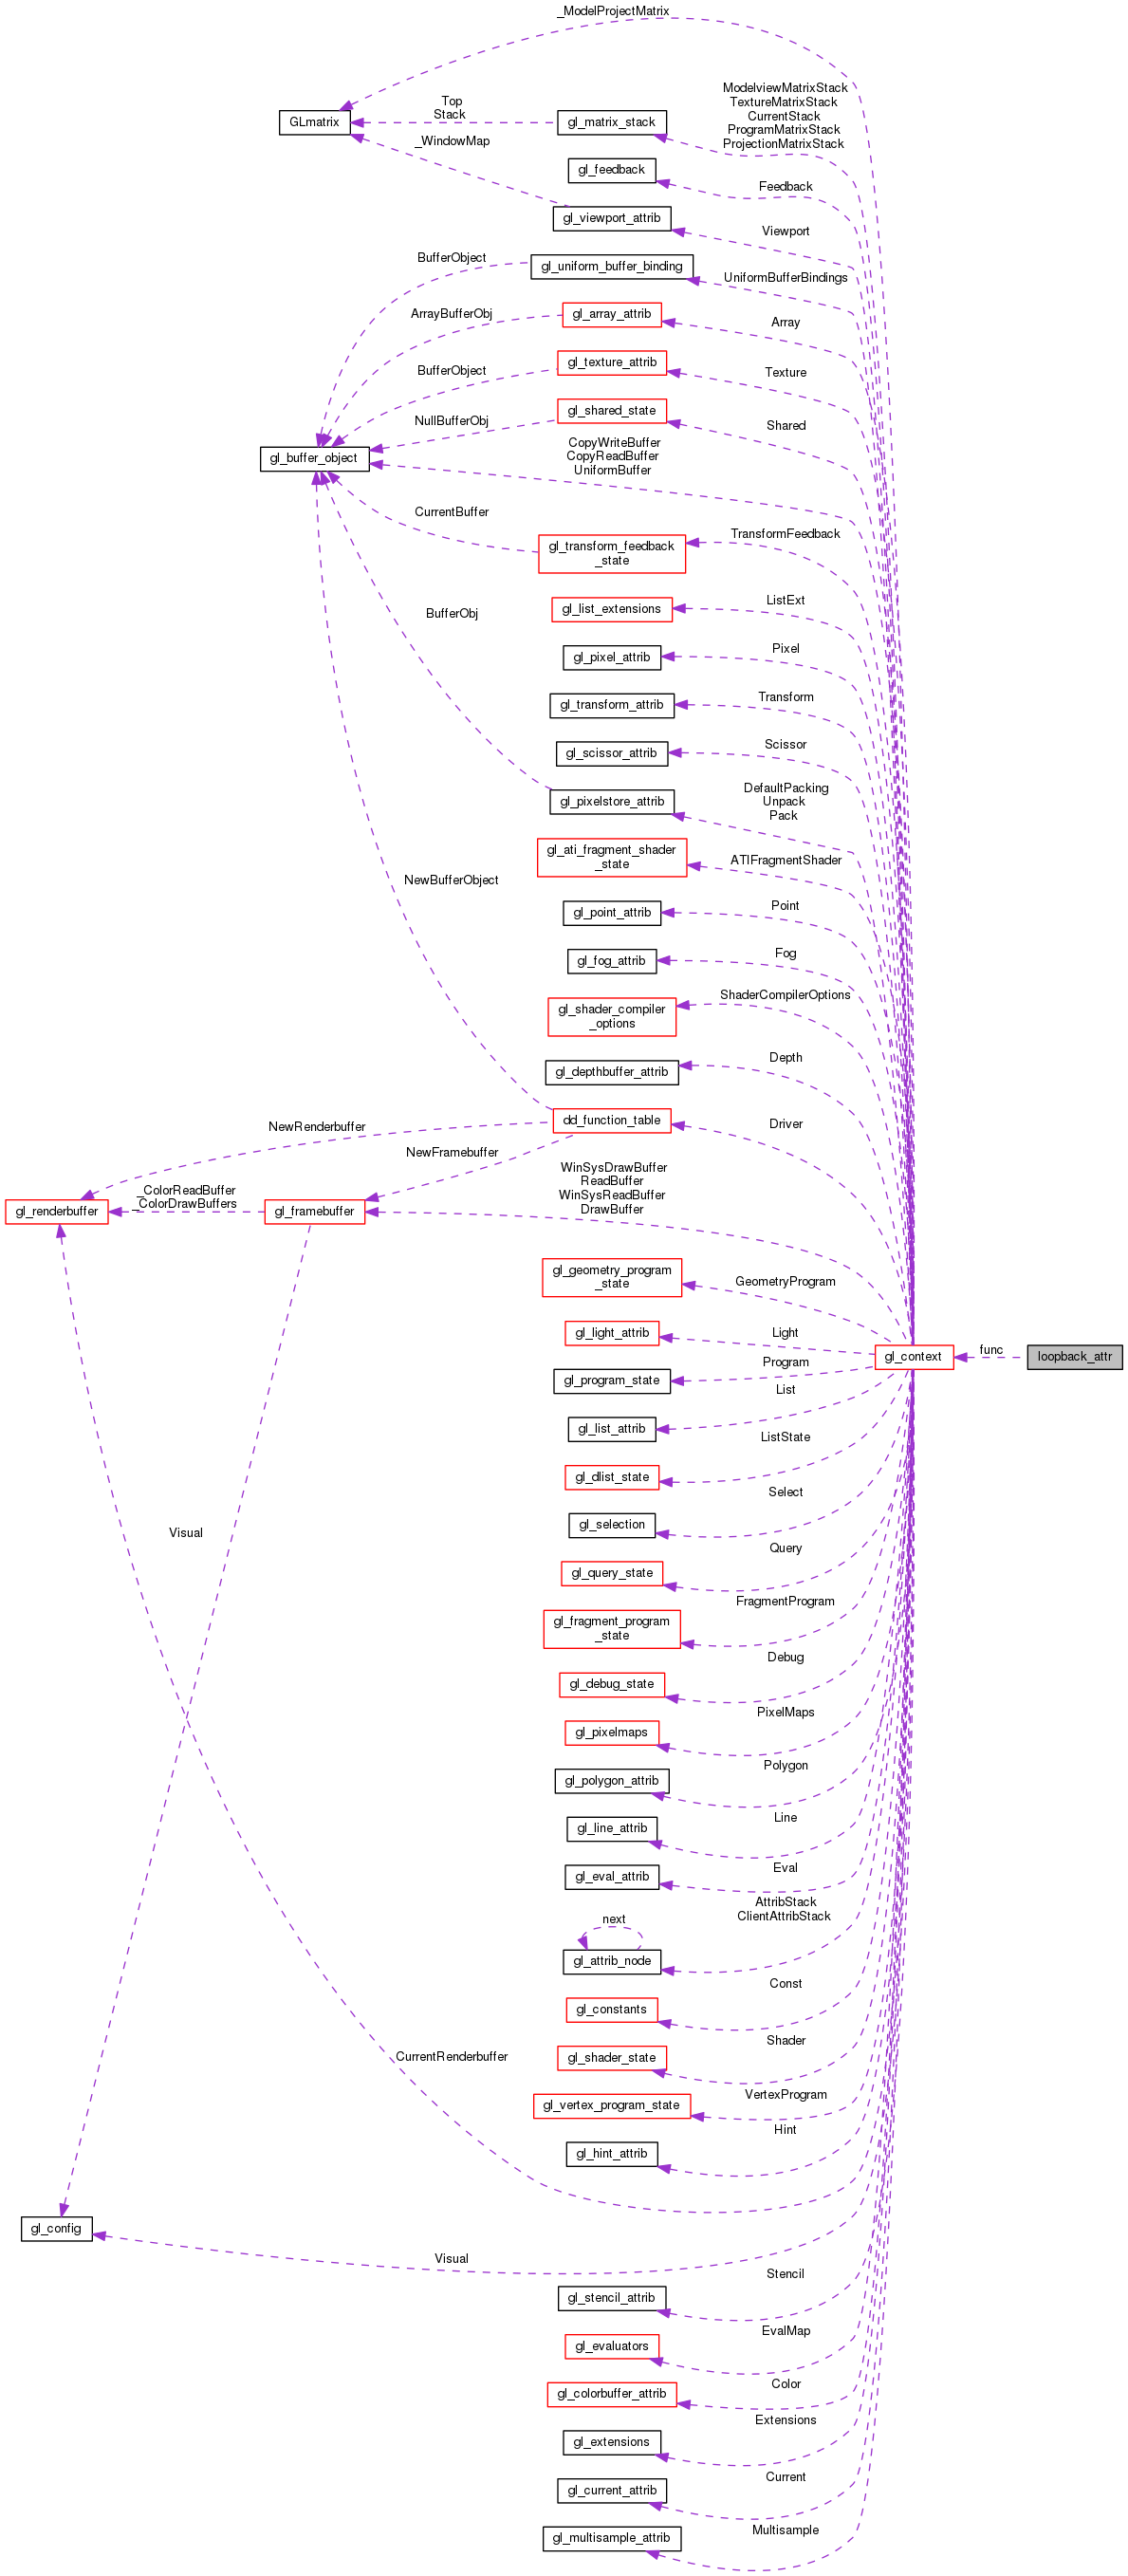 _ModelProjectMatrix
ModelviewMatrixStack
TextureMatrixStack
CurrentStack
ProgramMatrixStack
ProjectionMatrixStack
Top
Stack
GLmatrix
gl_matrix_stack
_WindowMap
gl_feedback
Feedback
gl_viewport_attrib
Viewport
BufferObject
gl_uniform_buffer_binding
UniformBufferBindings
ArrayBufferObj
gl_array_attrib
Array
BufferObject
gl_texture_attrib
Texture
NullBufferObj
gl_shared_state
Shared
gl_buffer_object
CopyWriteBuffer
CopyReadBuffer
UniformBuffer
CurrentBuffer
gl_transform_feedback
_state
TransformFeedback
BufferObj
gl_list_extensions
ListExt
gl_pixel_attrib
Pixel
gl_transform_attrib
Transform
gl_scissor_attrib
Scissor
gl_pixelstore_attrib
DefaultPacking
Unpack
Pack
NewBufferObject
gl_ati_fragment_shader
_state
ATIFragmentShader
gl_point_attrib
Point
gl_fog_attrib
Fog
gl_shader_compiler
_options
ShaderCompilerOptions
gl_depthbuffer_attrib
Depth
NewRenderbuffer
dd_function_table
Driver
NewFramebuffer
WinSysDrawBuffer
ReadBuffer
WinSysReadBuffer
DrawBuffer
gl_renderbuffer
_ColorReadBuffer
_ColorDrawBuffers
gl_framebuffer
gl_geometry_program
_state
GeometryProgram
gl_light_attrib
Light
gl_context
func
loopback_attr
gl_program_state
Program
gl_list_attrib
List
gl_dlist_state
ListState
gl_selection
Select
Visual
gl_query_state
Query
gl_fragment_program
_state
FragmentProgram
gl_debug_state
Debug
gl_pixelmaps
PixelMaps
gl_polygon_attrib
Polygon
gl_line_attrib
Line
gl_eval_attrib
Eval
next
gl_attrib_node
AttribStack
ClientAttribStack
gl_constants
Const
CurrentRenderbuffer
gl_shader_state
Shader
gl_vertex_program_state
VertexProgram
gl_hint_attrib
Hint
gl_config
Visual
gl_stencil_attrib
Stencil
gl_evaluators
EvalMap
gl_colorbuffer_attrib
Color
gl_extensions
Extensions
gl_current_attrib
Current
gl_multisample_attrib
Multisample